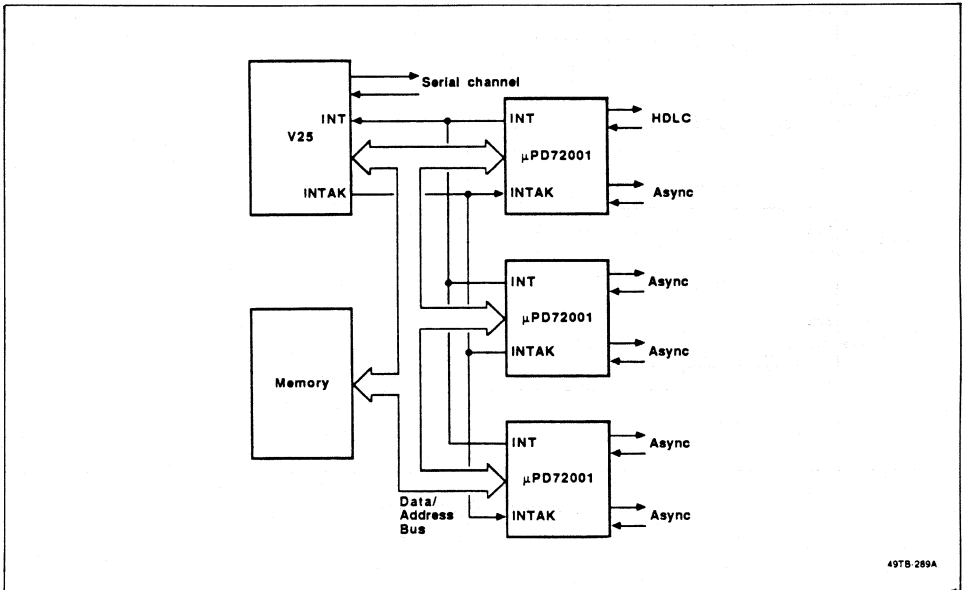 Serial channel
INT
V25
INTAK
INT
HDLC
μPD72001
INTAK
Async
INT
Async
μPD72001
INTAK
Async
Memory
INT
Async
μPD72001
INTAK
Async
Data/
Address
Bus
49TB-289A